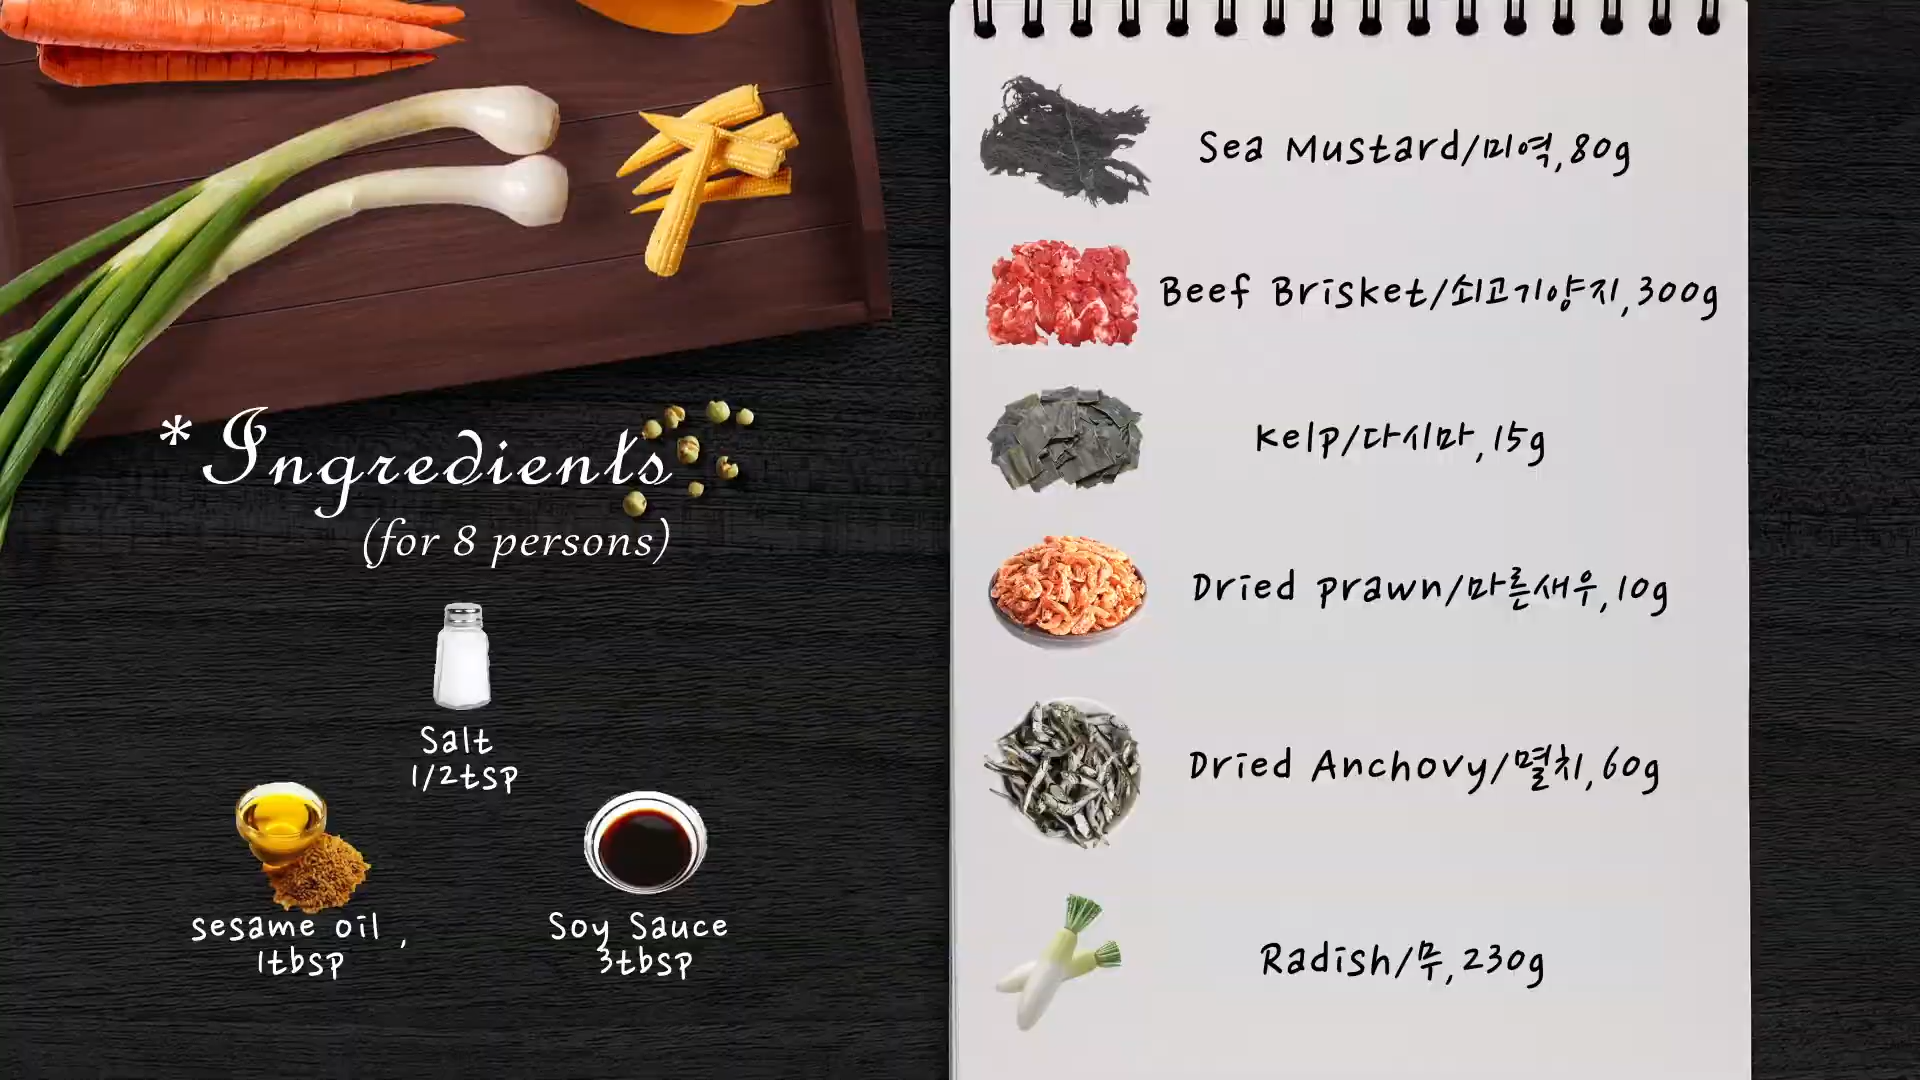 *Ingredients
(for 8 persons)
Salt
1/2tsp
sesame oil ,
1tbsp
Soy Sauce
3tbsp
Sea Mustard/미역,80g
Beef Brisket/쇠고기양지,300g
Kelp/다시마,15g
Dried prawn/마른새우,10g
Dried Anchovy/멸치,60g
Radish/무,230g